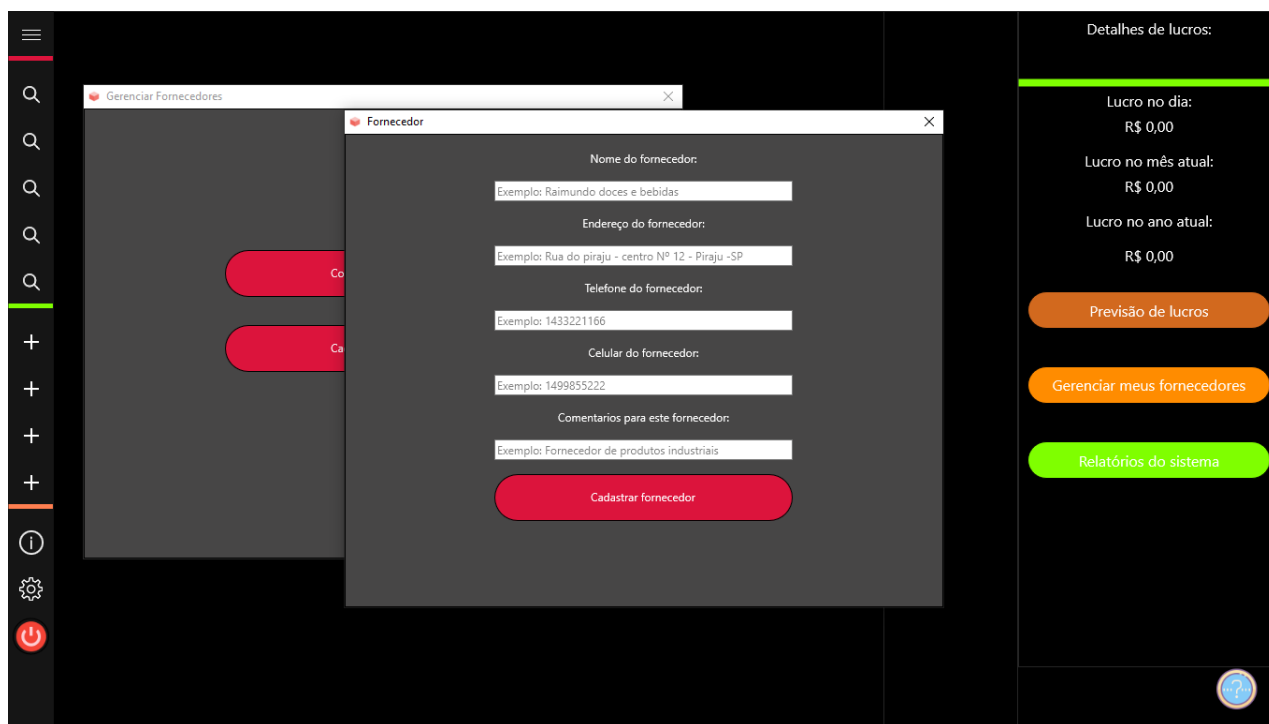 Gerenciar Fornecedores
Co
Ca
Fornecedor
Nome do fornecedor:
Exemplo: Raimundo doces e bebidas
Endereço do fornecedor:
Exemplo: Rua do piraju - centro Nº 12 - Piraju -SP
Telefone do fornecedor:
Exemplo: 1433221166
Celular do fornecedor:
Exemplo: 1499855222
Comentarios para este fornecedor:
Exemplo: Fornecedor de produtos industriais
Cadastrar fornecedor
Detalhes de lucros:
Lucro no dia:
R$ 0,00
Lucro no mês atual:
R$ 0,00
Lucro no ano atual:
R$ 0,00
Previsão de lucros
Gerenciar meus fornecedores
Relatórios do sistema
...?...